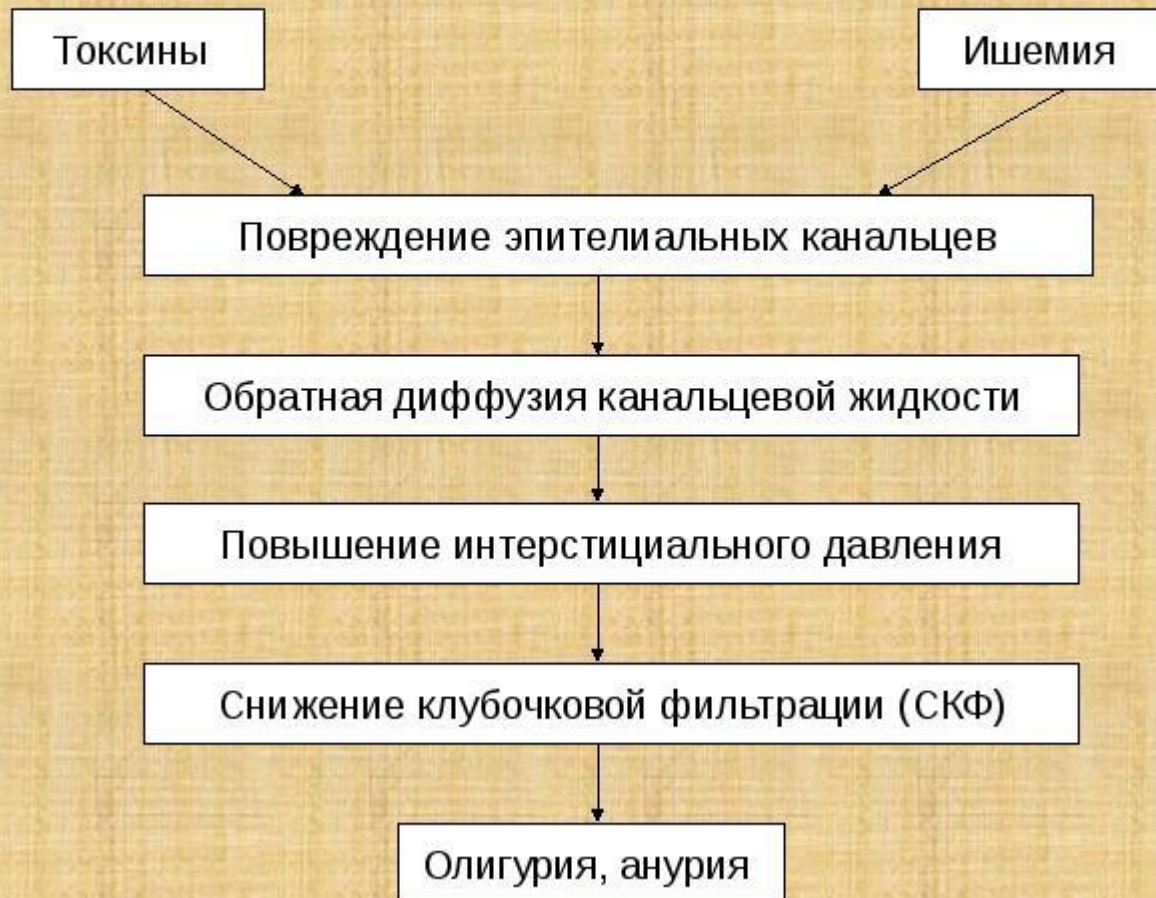 Токсины
Ишемия
Повреждение эпителиальных канальцев
Обратная диффузия канальцевой жидкости
Повышение интерстициального давления
Снижение клубочковой фильтрации (СКФ)
Олигурия, анурия